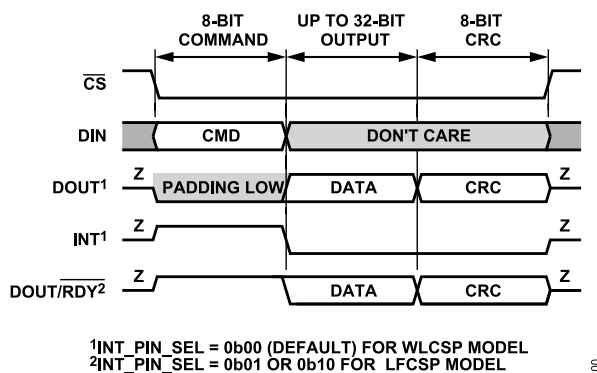 8-BIT UP TO 32-BIT 8-BIT
COMMAND OUTPUT CRC
CS
DIN CMD DON'T CARE
Z Z
DOUT1 PADDING LOW DATA CRC
Z Z
INT1
Z Z
DOUT/RDY2 DATA CRC
1INT_PIN_SEL = 0b00 (DEFAULT) FOR WLCSP MODEL
2INT_PIN_SEL = 0b01 OR 0b10 FOR LFCSP MODEL